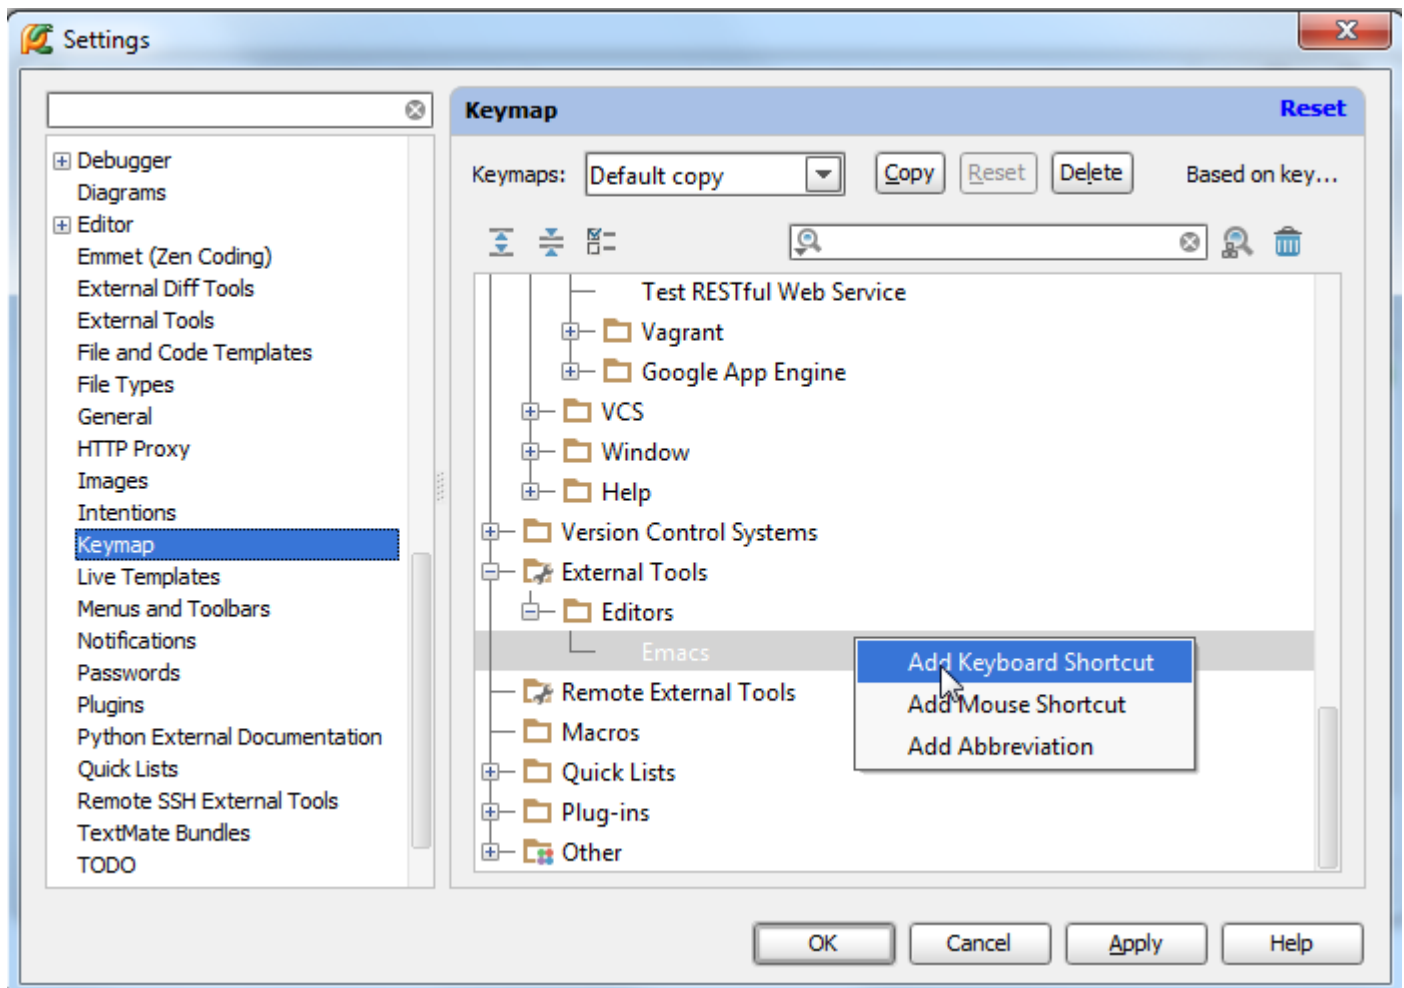 Settings
Keymap
Reset
Keymaps:
Default copy
Copy
Reset
Delete
Based on key...
Debugger
Diagrams
Editor
Emmet (Zen Coding)
External Diff Tools
External Tools
File and Code Templates
File Types
General
HTTP Proxy
Images
Intentions
Keymap
Live Templates
Menus and Toolbars
Notifications
Passwords
Plugins
Python External Documentation
Quick Lists
Remote SSH External Tools
TextMate Bundles
TODO
Test RESTful Web Service
Vagrant
Google App Engine
VCS
Window
Help
Version Control Systems
External Tools
Editors
Emacs
Remote External Tools
Macros
Quick Lists
Plug-ins
Other
Add Keyboard Shortcut
Add Mouse Shortcut
Add Abbreviation
OK
Cancel
Apply
Help